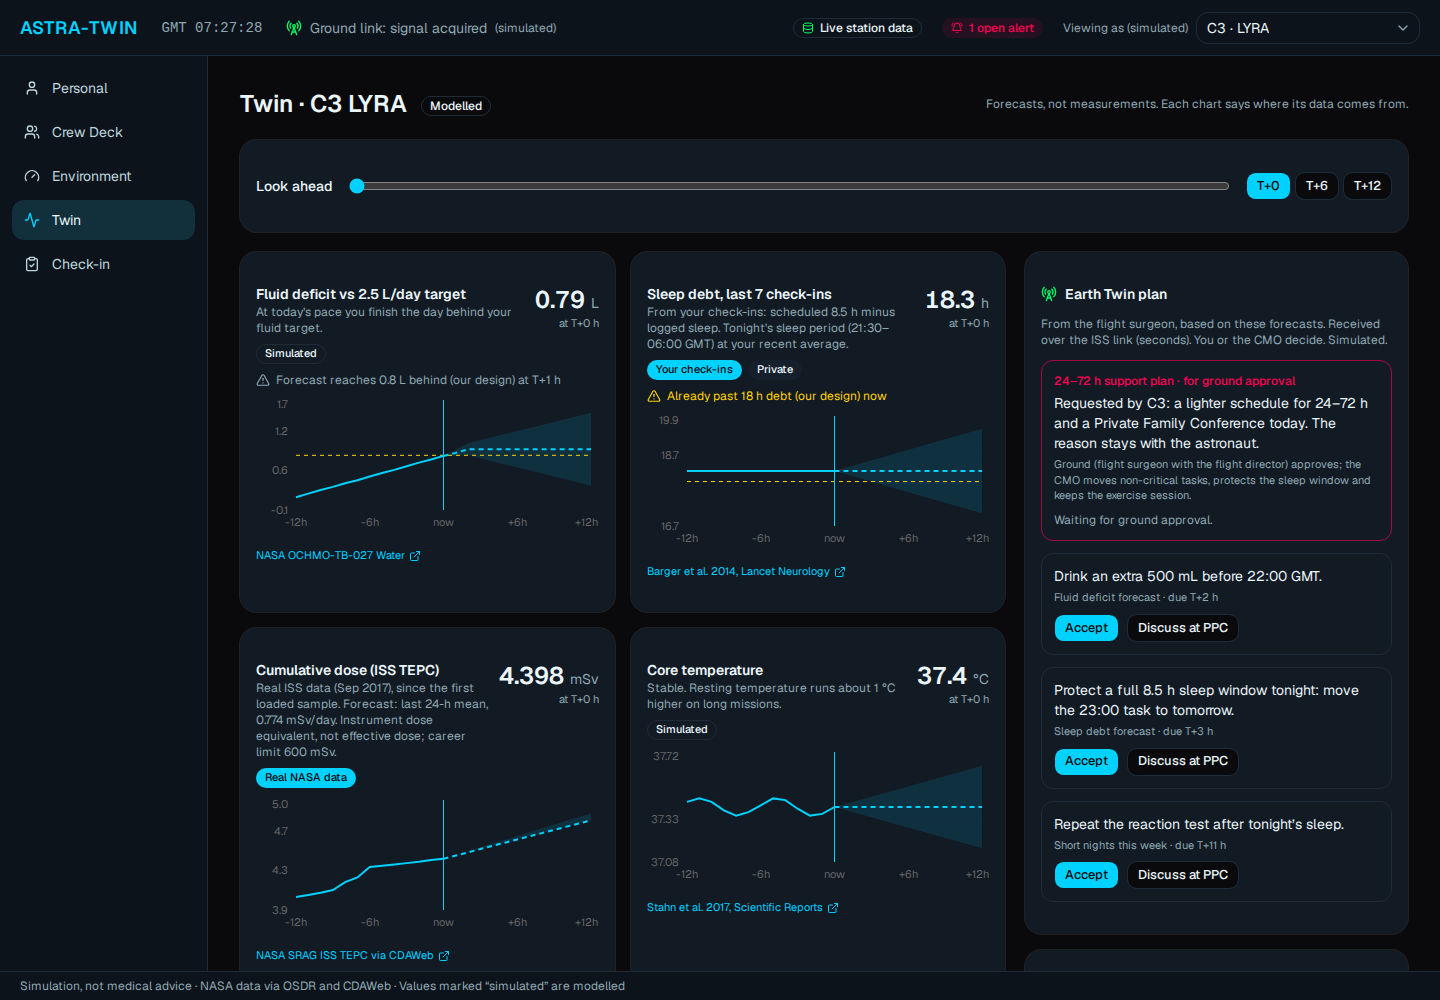 ASTRA-TWIN
GMT 07:27:28
Ground link: signal acquired (simulated)
Live station data
1 open alert
Viewing as (simulated)
C3 · LYRA
Personal
Crew Deck
Environment
Twin
Check-in
Twin · C3 LYRA
Modelled
Forecasts, not measurements. Each chart says where its data comes from.
Look ahead
T+0
T+6
T+12
Fluid deficit vs 2.5 L/day target
0.79 L
at T+0 h
At today's pace you finish the day behind your
fluid target.
Simulated
Forecast reaches 0.8 L behind (our design) at T+1 h
1.7
1.2
0.6
-0.1
-12h
-6h
now
+6h
+12h
NASA OCHMO-TB-027 Water
Sleep debt, last 7 check-ins
18.3 h
at T+0 h
From your check-ins: scheduled 8.5 h minus
logged sleep. Tonight's sleep period (21:30–
06:00 GMT) at your recent average.
Your check-ins
Private
Already past 18 h debt (our design) now
19.9
18.7
16.7
-12h
-6h
now
+6h
+12h
Barger et al. 2014, Lancet Neurology
Cumulative dose (ISS TEPC)
4.398 mSv
at T+0 h
Real ISS data (Sep 2017), since the first
loaded sample. Forecast: last 24-h mean,
0.774 mSv/day. Instrument dose
equivalent, not effective dose; career
limit 600 mSv.
Real NASA data
5.0
4.7
4.3
3.9
-12h
-6h
now
+6h
+12h
NASA SRAG ISS TEPC via CDAWeb
Core temperature
37.4 °C
at T+0 h
Stable. Resting temperature runs about 1 °C
higher on long missions.
Simulated
37.72
37.33
37.08
-12h
-6h
now
+6h
+12h
Stahn et al. 2017, Scientific Reports
Earth Twin plan
From the flight surgeon, based on these forecasts. Received
over the ISS link (seconds). You or the CMO decide. Simulated.
24–72 h support plan · for ground approval
Requested by C3: a lighter schedule for 24–72 h
and a Private Family Conference today. The
reason stays with the astronaut.
Ground (flight surgeon with the flight director) approves; the
CMO moves non-critical tasks, protects the sleep window and
keeps the exercise session.
Waiting for ground approval.
Drink an extra 500 mL before 22:00 GMT.
Fluid deficit forecast · due T+2 h
Accept
Discuss at PPC
Protect a full 8.5 h sleep window tonight: move
the 23:00 task to tomorrow.
Sleep debt forecast · due T+3 h
Accept
Discuss at PPC
Repeat the reaction test after tonight's sleep.
Short nights this week · due T+11 h
Accept
Discuss at PPC
Simulation, not medical advice · NASA data via OSDR and CDAWeb · Values marked “simulated” are modelled